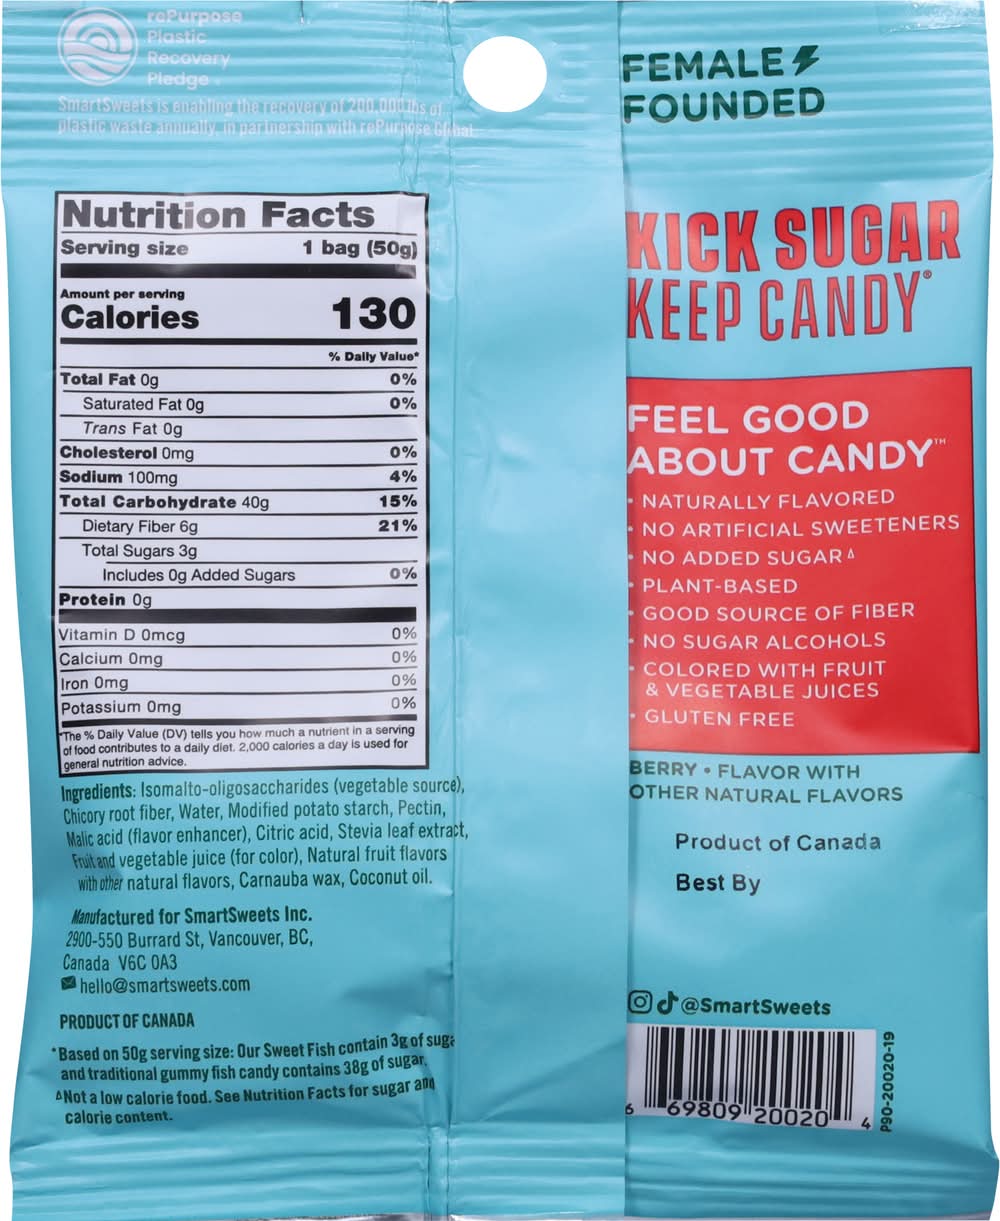 rePurpose
Plastic
Recovery
Pledge
SmartSweets is enabling the recovery of 200,000 lbs of
plastic waste annually, in partnership with rePurpose Global
Nutrition Facts
Serving size 1 bag (50g)
Amount per serving
Calories 130
% Daily Value*
Total Fat 0g 0%
Saturated Fat 0g 0%
Trans Fat 0g
Cholesterol 0mg 0%
Sodium 100mg 4%
Total Carbohydrate 40g 15%
Dietary Fiber 6g 21%
Total Sugars 3g
Includes 0g Added Sugars 0%
Protein 0g
Vitamin D 0mcg 0%
Calcium 0mg 0%
Iron 0mg 0%
Potassium 0mg 0%
*The % Daily Value (DV) tells you how much a nutrient in a serving
of food contributes to a daily diet. 2,000 calories a day is used for
general nutrition advice.
Ingredients: Isomalto-oligosaccharides (vegetable source),
Chicory root fiber, Water, Modified potato starch, Pectin,
Malic acid (flavor enhancer), Citric acid, Stevia leaf extract,
Fruit and vegetable juice (for color), Natural fruit flavors
with other natural flavors, Carnauba wax, Coconut oil.
Manufactured for SmartSweets Inc.
2900-550 Burrard St, Vancouver, BC,
Canada V6C 0A3
hello@smartsweets.com
PRODUCT OF CANADA
*Based on 50g serving size: Our Sweet Fish contain 3g of suga
and traditional gummy fish candy contains 38g of sugar.
ΔNot a low calorie food. See Nutrition Facts for sugar and
calorie content.
FEMALE
FOUNDED
KICK SUGAR
KEEP CANDY®
FEEL GOOD
ABOUT CANDY™
• NATURALLY FLAVORED
• NO ARTIFICIAL SWEETENERS
• NO ADDED SUGARΔ
• PLANT-BASED
• GOOD SOURCE OF FIBER
• NO SUGAR ALCOHOLS
• COLORED WITH FRUIT
& VEGETABLE JUICES
• GLUTEN FREE
BERRY • FLAVOR WITH
OTHER NATURAL FLAVORS
Product of Canada
Best By
@SmartSweets
6 69809 20020 4
P90-20020-19